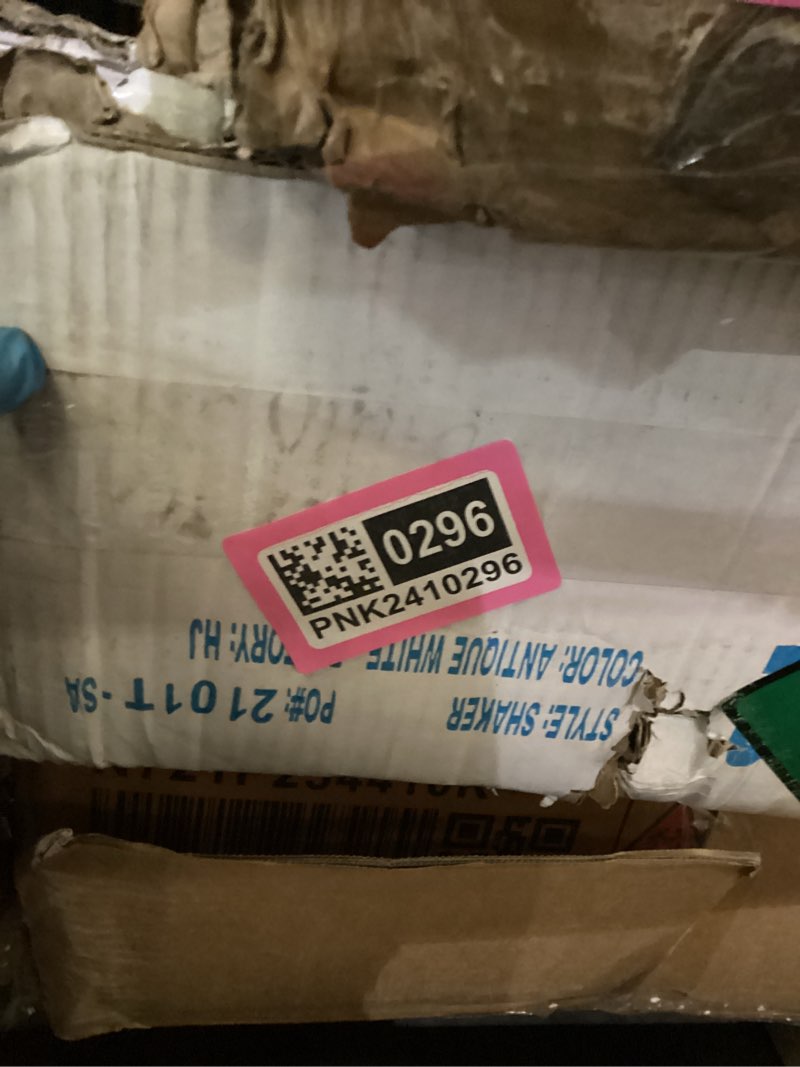 0296
PNK2410296
STYLE: SHAKER PO#: 2101T-SA
COLOR: ANTIQUE WHITE